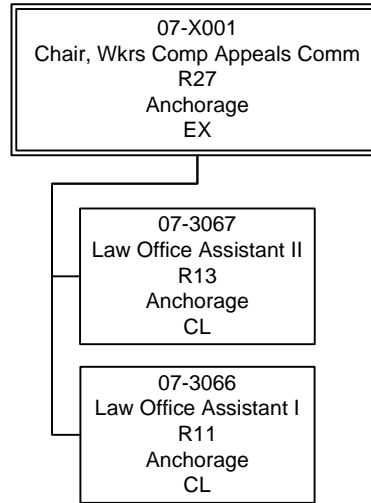 07-X001
Chair, Wkrs Comp Appeals Comm
R27
Anchorage
EX
07-3067
Law Office Assistant II
R13
Anchorage
CL
07-3066
Law Office Assistant I
R11
Anchorage
CL